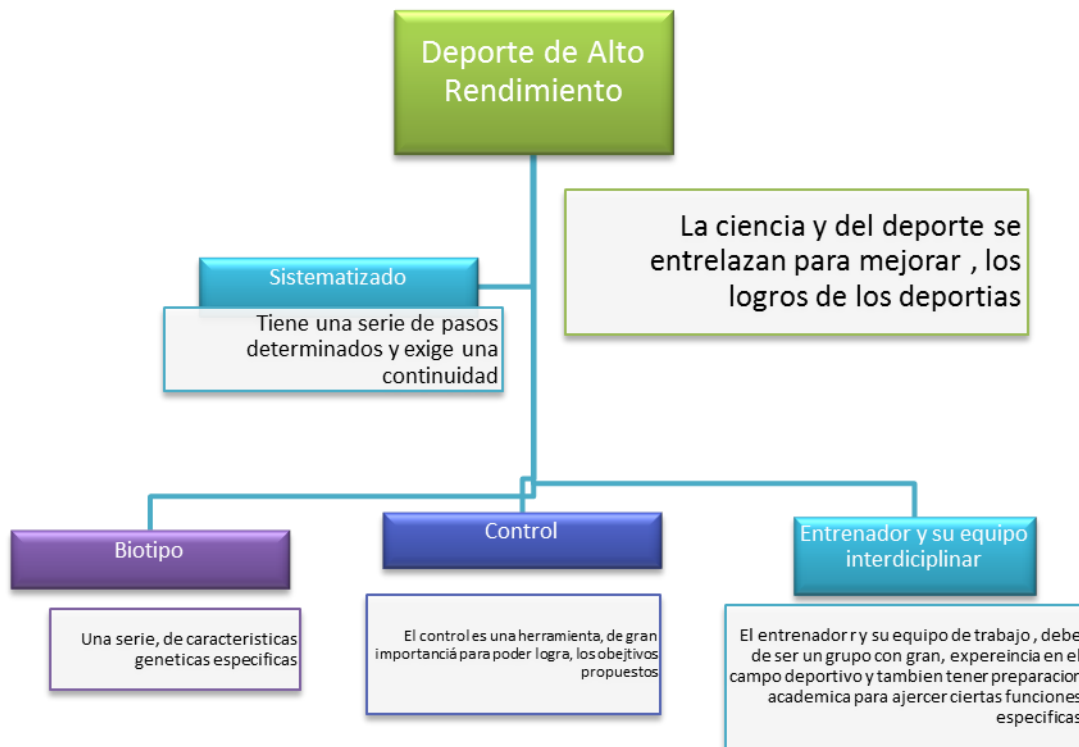 Deporte de Alto
Rendimiento
La ciencia y del deporte se
entrelazan para mejorar , los
logros de los deportias
Sistematizado
Tiene una serie de pasos
determinados y exige una
continuidad
Biotipo
Una serie, de caracteristicas
geneticas especificas
Control
El control es una herramienta, de gran
importanciá para poder logra, los obejtivos
propuestos
Entrenador y su equipo
interdiciplinar
El entrenador r y su equipo de trabajo , debe
de ser un grupo con gran, expereincia en el
campo deportivo y tambien tener preparacion
academica para ajercer ciertas funciones
especificas